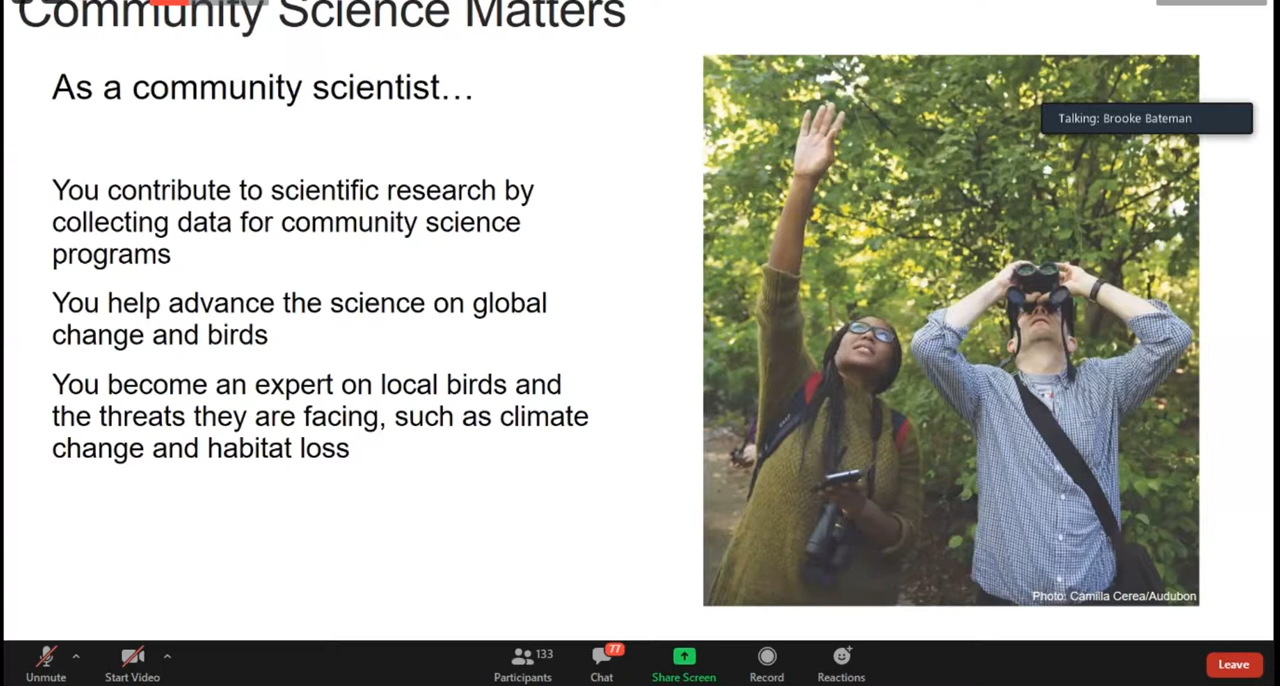 Community Science Matters
As a community scientist…
Talking: Brooke Bateman
You contribute to scientific research by
collecting data for community science
programs
You help advance the science on global
change and birds
You become an expert on local birds and
the threats they are facing, such as climate
change and habitat loss
Photo: Camilla Cerea/Audubon
Unmute
Start Video
133
Participants
77
Chat
Share Screen
Record
Reactions
Leave